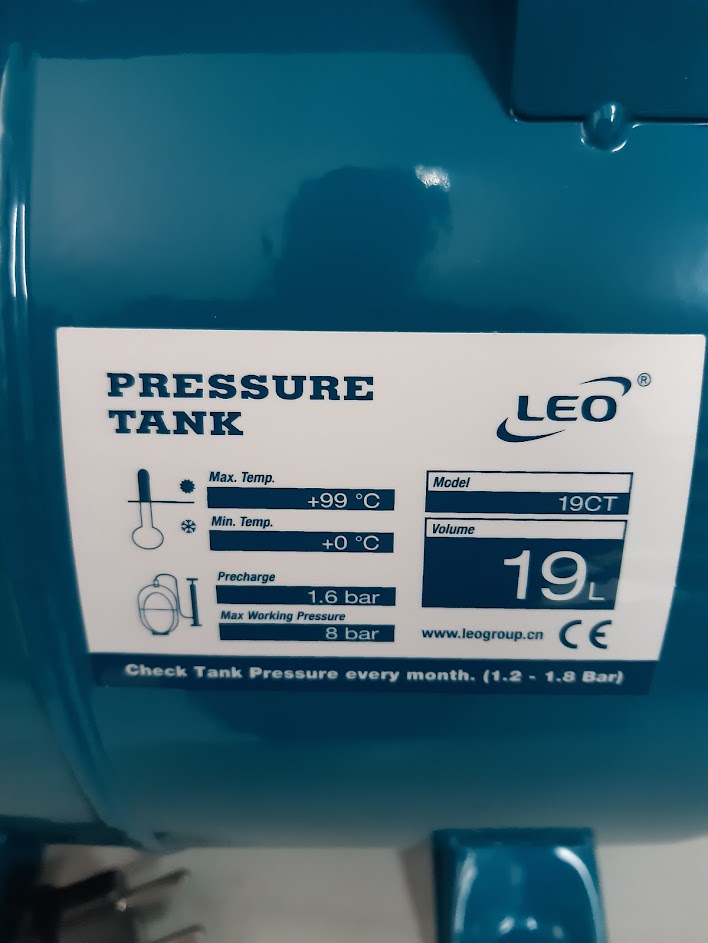 PRESSURE
TANK
LEO ®
Max. Temp.
+99 °C
Min. Temp.
+0 °C
Precharge
1.6 bar
Max Working Pressure
8 bar
Model
19CT
Volume
19L
www.leogroup.cn CE
Check Tank Pressure every month. (1.2 - 1.8 Bar)